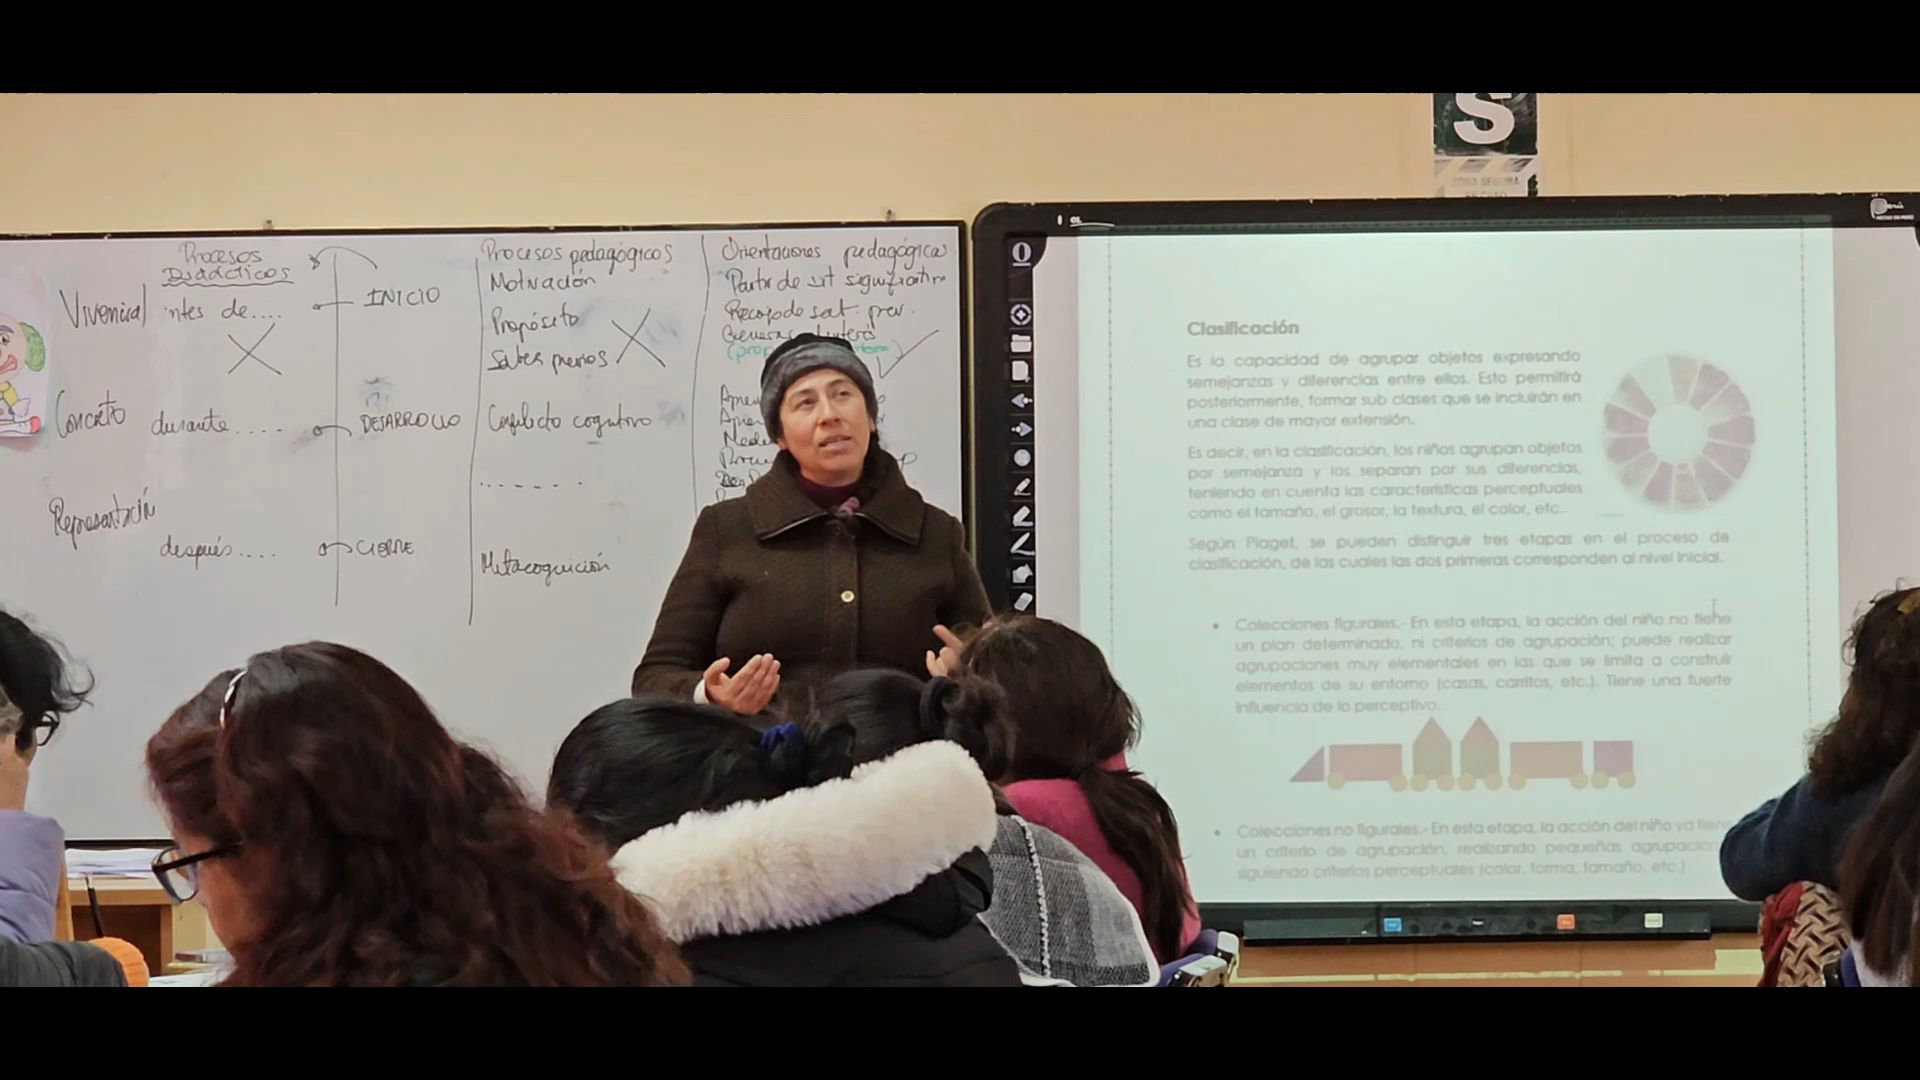 S
ZONA SEGURA
EN CASO
Procesos
Didácticos
Vivencial
ntes de....
INICIO
Concreto
durante.....
DESARROLLO
Representación
después....
CIERRE
Procesos pedagógicos
Motivación
Propósito
Saberes previos
Conflicto cognitivo
Metacognición
Orientaciones pedagógica
Partir de sit significativa
Recojo de sab. prev.
Clasificación
Es la capacidad de agrupar objetos expresando
semejanzas y diferencias entre ellos. Esto permitirá
posteriormente, formar sub clases que se incluirán en
una clase de mayor extensión.
Es decir, en la clasificación, los niños agrupan objetos
por semejanza y los separan por sus diferencias,
teniendo en cuenta las características perceptuales
como el tamaño, el grosor, la textura, el color, etc.
Según Piaget, se pueden distinguir tres etapas en el proceso de
clasificación, de las cuales las dos primeras corresponden al nivel inicial.
• Colecciones figurales.- En esta etapa, la acción del niño no tiene
un plan determinado, ni criterios de agrupación; puede realizar
agrupaciones muy elementales en las que se limita a construir
elementos de su entorno (casas, carritos, etc.). Tiene una fuerte
influencia de lo perceptivo.
• Colecciones no figurales.- En esta etapa, la acción del niño ya tiene
un criterio de agrupación, realizando pequeñas agrupacion
siguiendo criterios perceptuales (color, forma, tamaño, etc.)